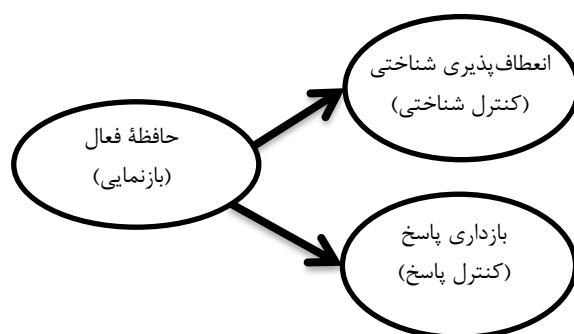 انعطاف‌پذیری شناختی
(کنترل شناختی)
حافظهٔ فعال
(بازنمایی)
بازداری پاسخ
(کنترل پاسخ)